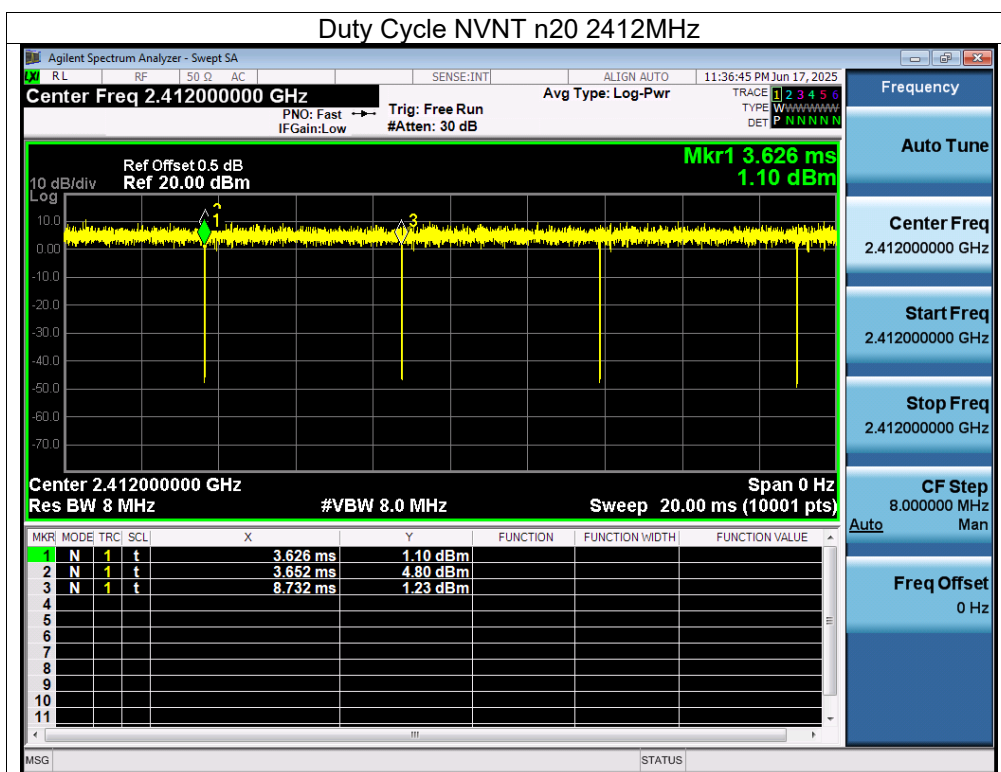 Duty Cycle NVNT n20 2412MHz
Agilent Spectrum Analyzer - Swept SA
LXI RL RF 50 Ω AC SENSE:INT ALIGN AUTO 11:36:45 PM Jun 17, 2025
Center Freq 2.412000000 GHz Avg Type: Log-Pwr TRACE 1 2 3 4 5 6
PNO: Fast Trig: Free Run TYPE WWWWWWW
IFGain:Low #Atten: 30 dB DET P N N N N N
Frequency
Auto Tune
Center Freq
2.412000000 GHz
Start Freq
2.412000000 GHz
Stop Freq
2.412000000 GHz
CF Step
8.000000 MHz
Auto Man
Freq Offset
0 Hz
Mkr1 3.626 ms
1.10 dBm
Ref Offset 0.5 dB
10 dB/div Ref 20.00 dBm
Log
10.0
0.00
-10.0
-20.0
-30.0
-40.0
-50.0
-60.0
-70.0
1
3
Center 2.412000000 GHz Span 0 Hz
Res BW 8 MHz #VBW 8.0 MHz Sweep 20.00 ms (10001 pts)
MKR MODE TRC SCL X Y FUNCTION FUNCTION WIDTH FUNCTION VALUE
1 N 1 t 3.626 ms 1.10 dBm
2 N 1 t 3.652 ms 4.80 dBm
3 N 1 t 8.732 ms 1.23 dBm
4
5
6
7
8
9
10
11
MSG STATUS